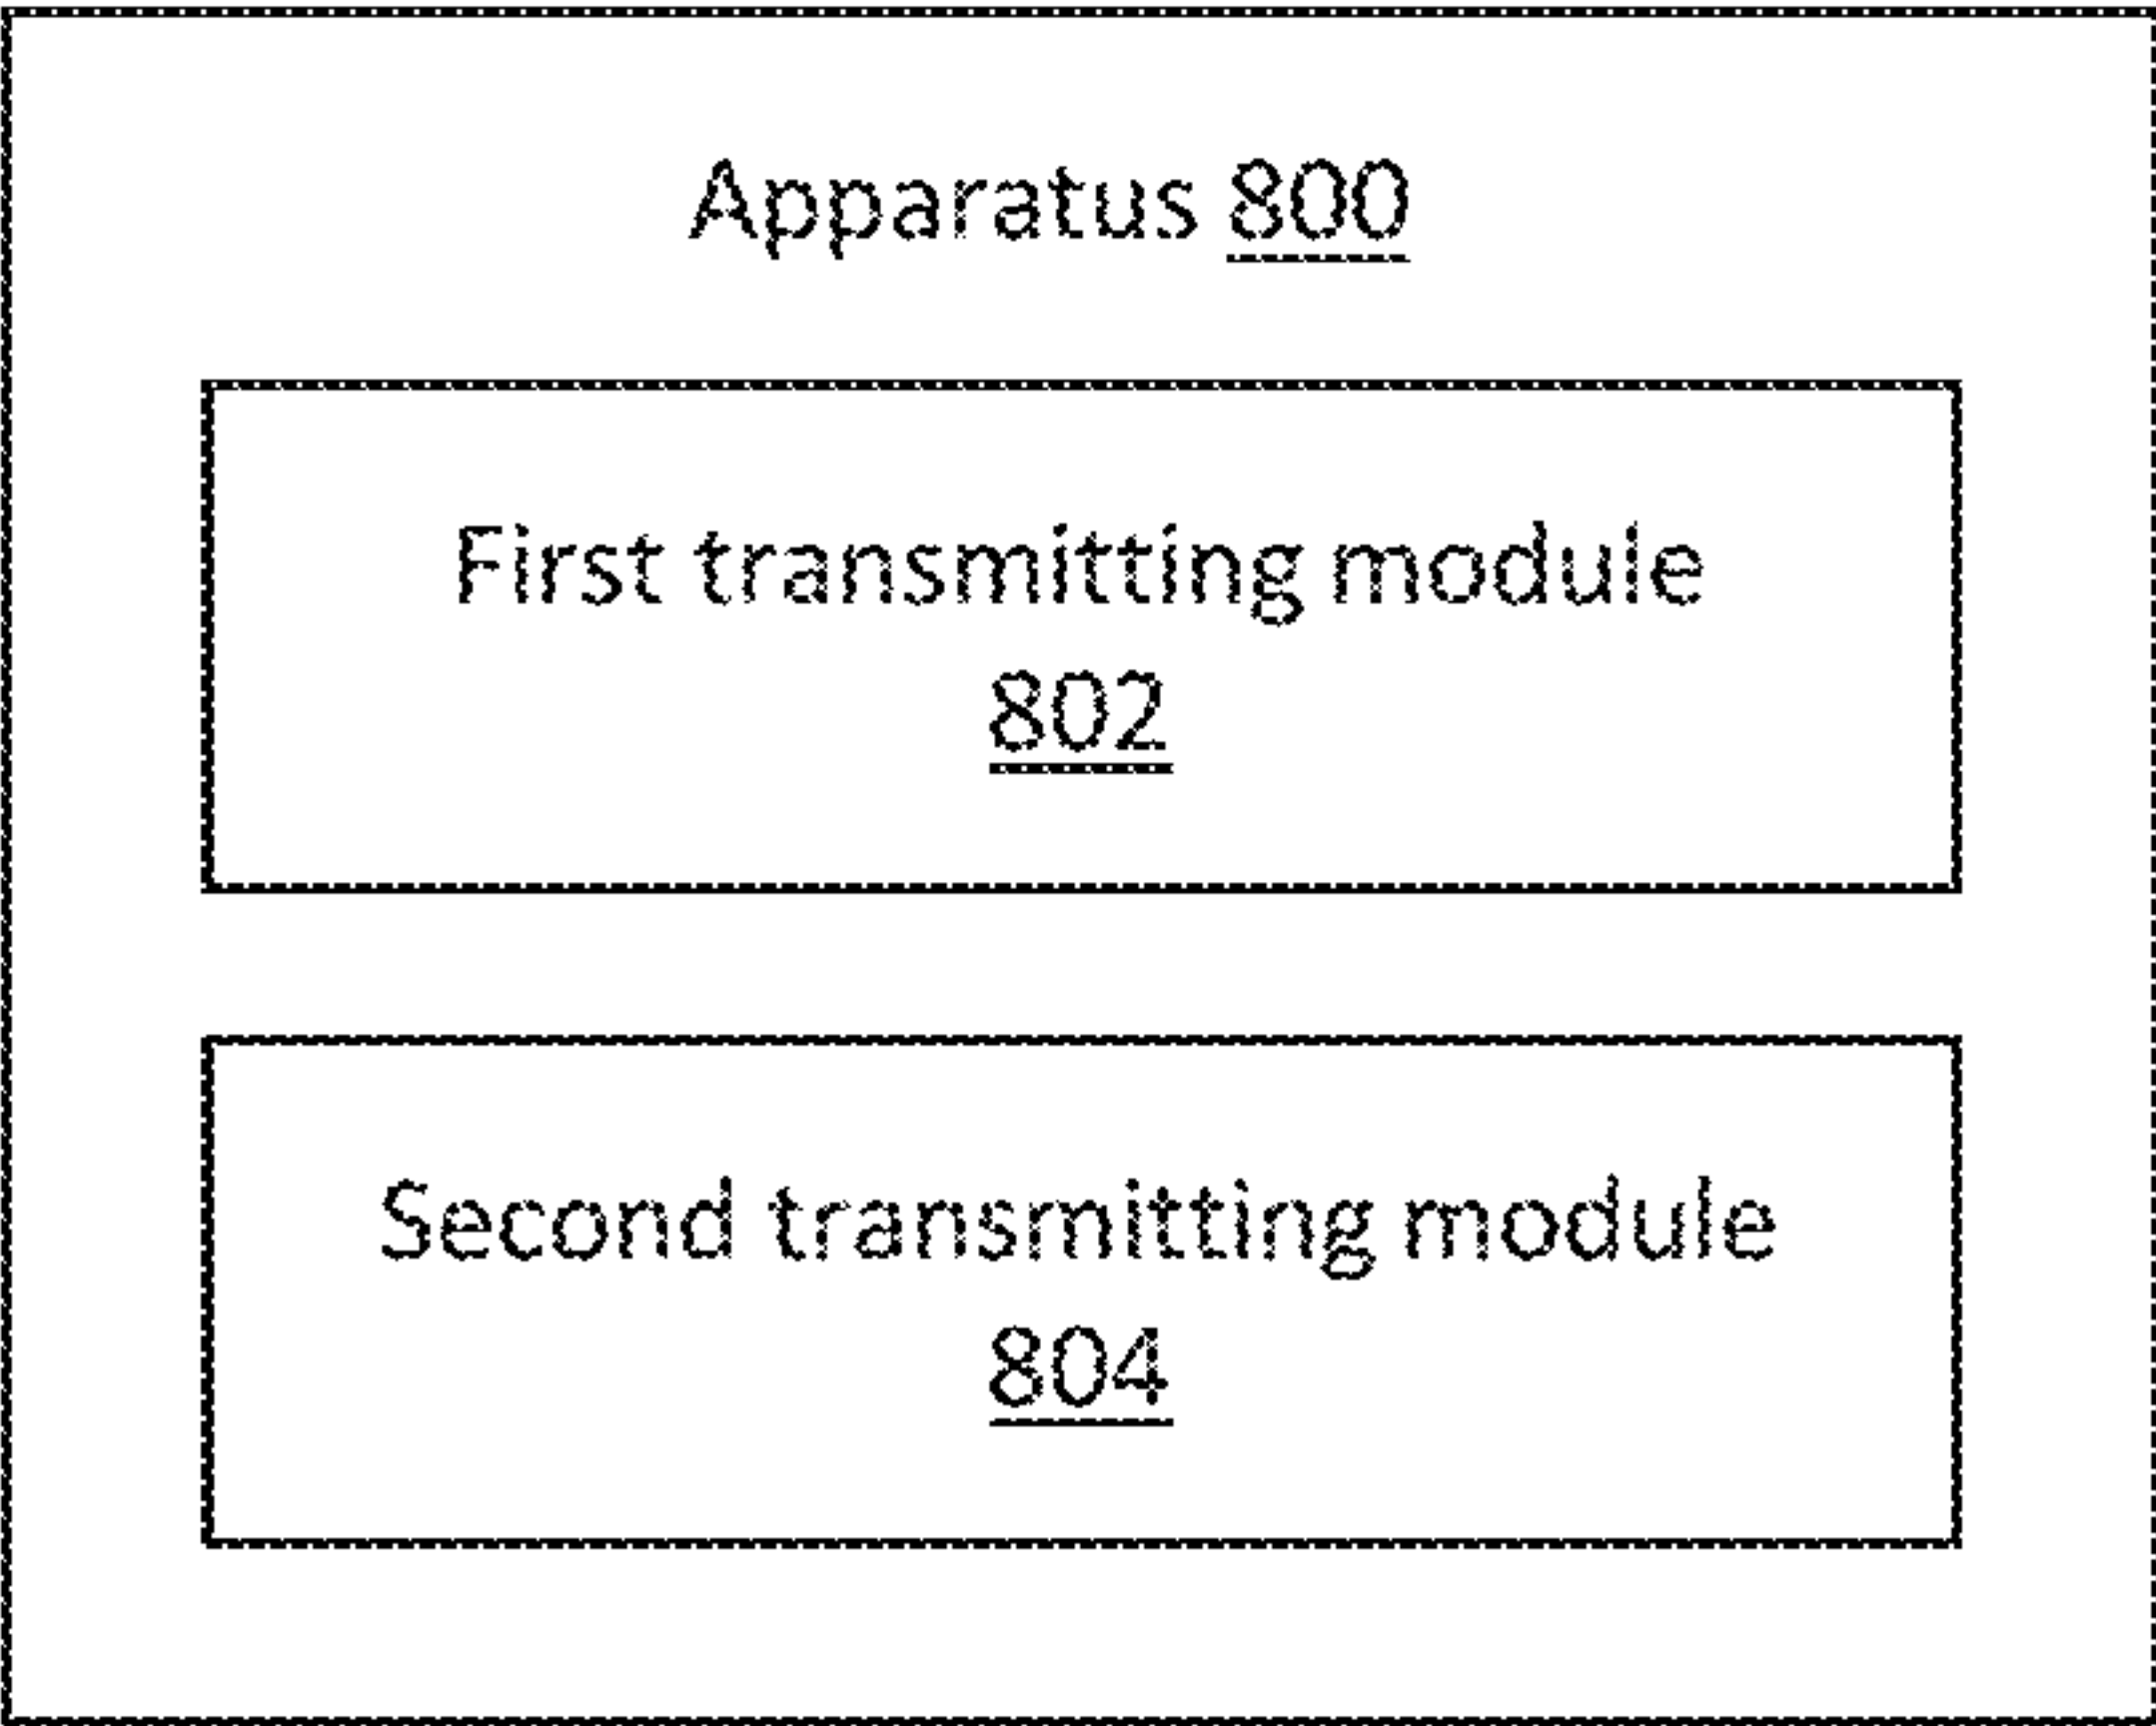 Apparatus 800
First transmitting module
802
Second transmitting module
804